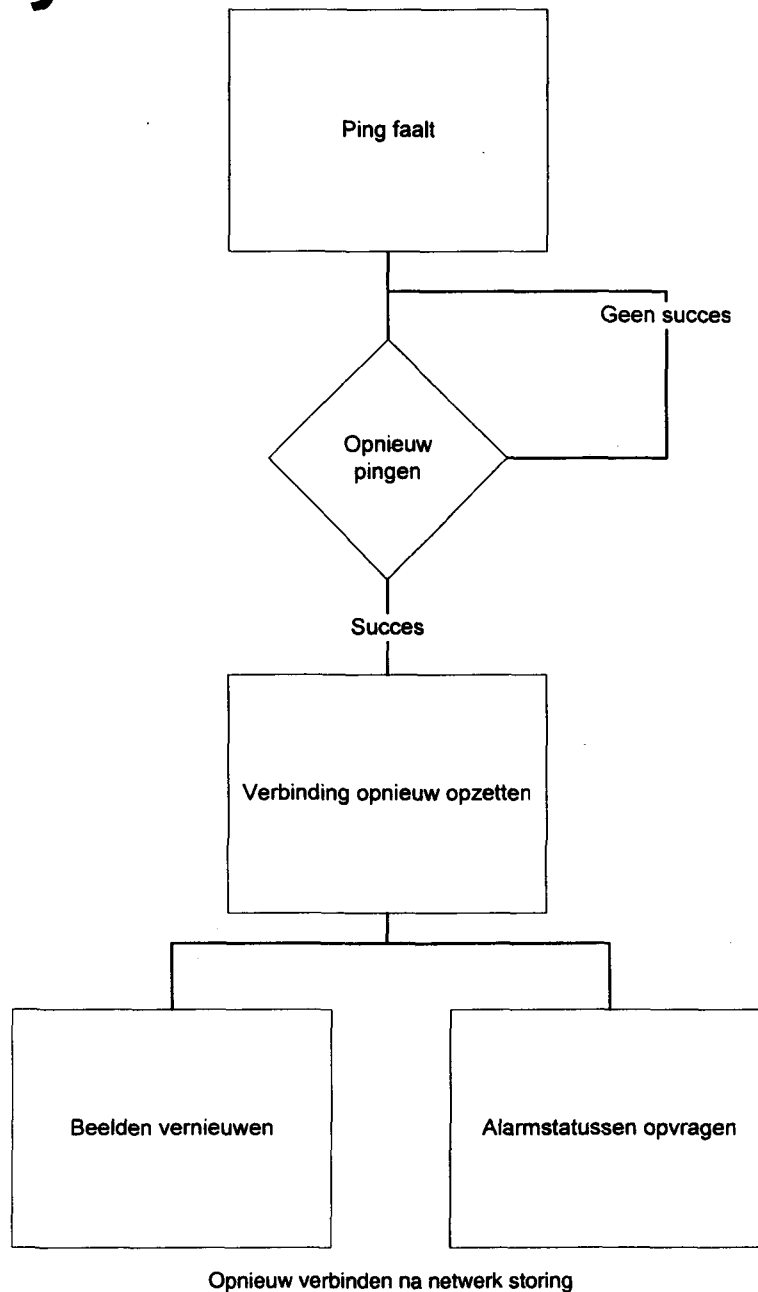 Ping faalt
Geen succes
Opnieuw
pingen
Succes
Verbinding opnieuw opzetten
Beelden vernieuwen
Alarmstatussen opvragen
Opnieuw verbinden na netwerk storing